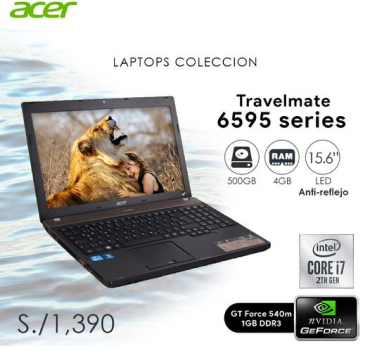 acer
LAPTOPS COLECCION
Travelmate
6595 series
RAM
15.6"
500GB
4GB
LED
Anti-reflejo
intel
CORE i7
2TH GEN
GT Force 540m
1GB DDR3
NVIDIA.
GEFORCE
S./1,390
acer